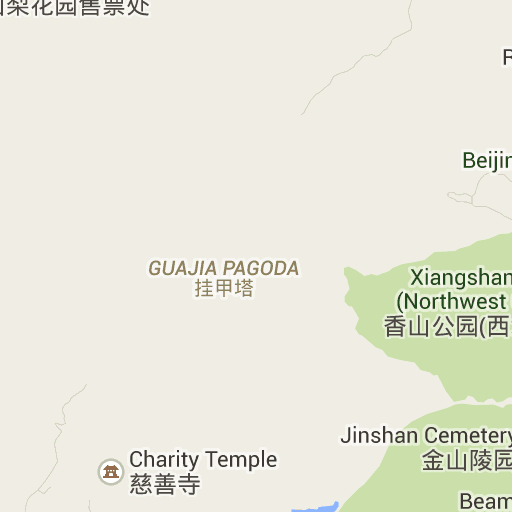 梨花园售票处
Beijin
GUAJIA PAGODA
挂甲塔
Xiangshan
(Northwest
香山公园(西
Jinshan Cemetery
金山陵园
Charity Temple
慈善寺
Beam